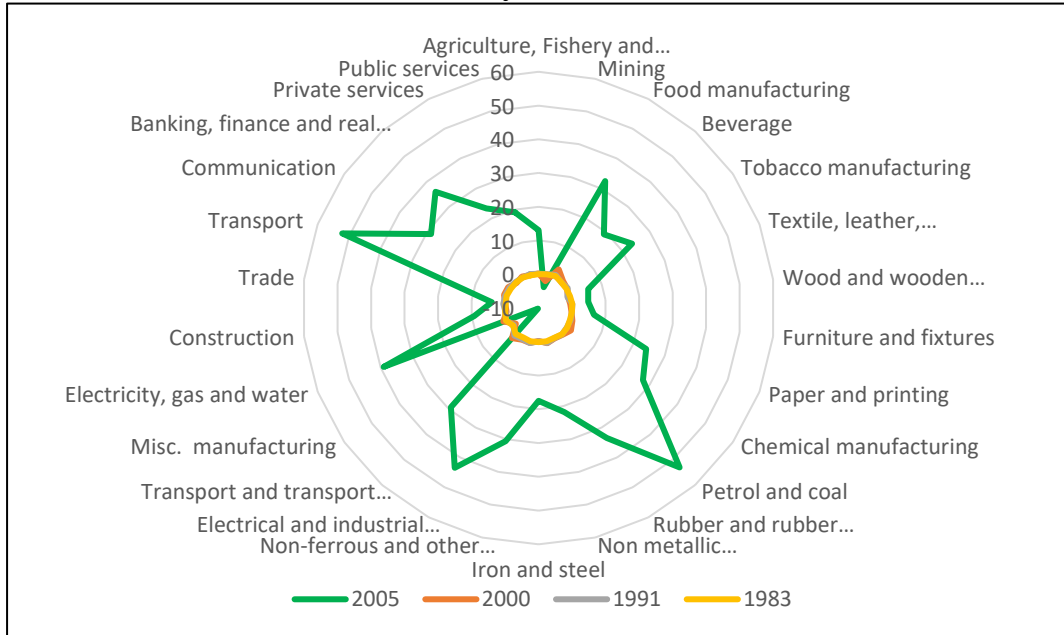 Agriculture, Fishery and...
Mining
Food manufacturing
Beverage
Tobacco manufacturing
Textile, leather,...
Wood and wooden...
Furniture and fixtures
Paper and printing
Chemical manufacturing
Petrol and coal
Rubber and rubber...
Non metallic...
Iron and steel
Non-ferrous and other...
Electrical and industrial...
Transport and transport...
Misc. manufacturing
Electricity, gas and water
Construction
Trade
Transport
Communication
Banking, finance and real...
Private services
Public services
60
50
40
30
20
10
0
-10
2005
2000
1991
1983